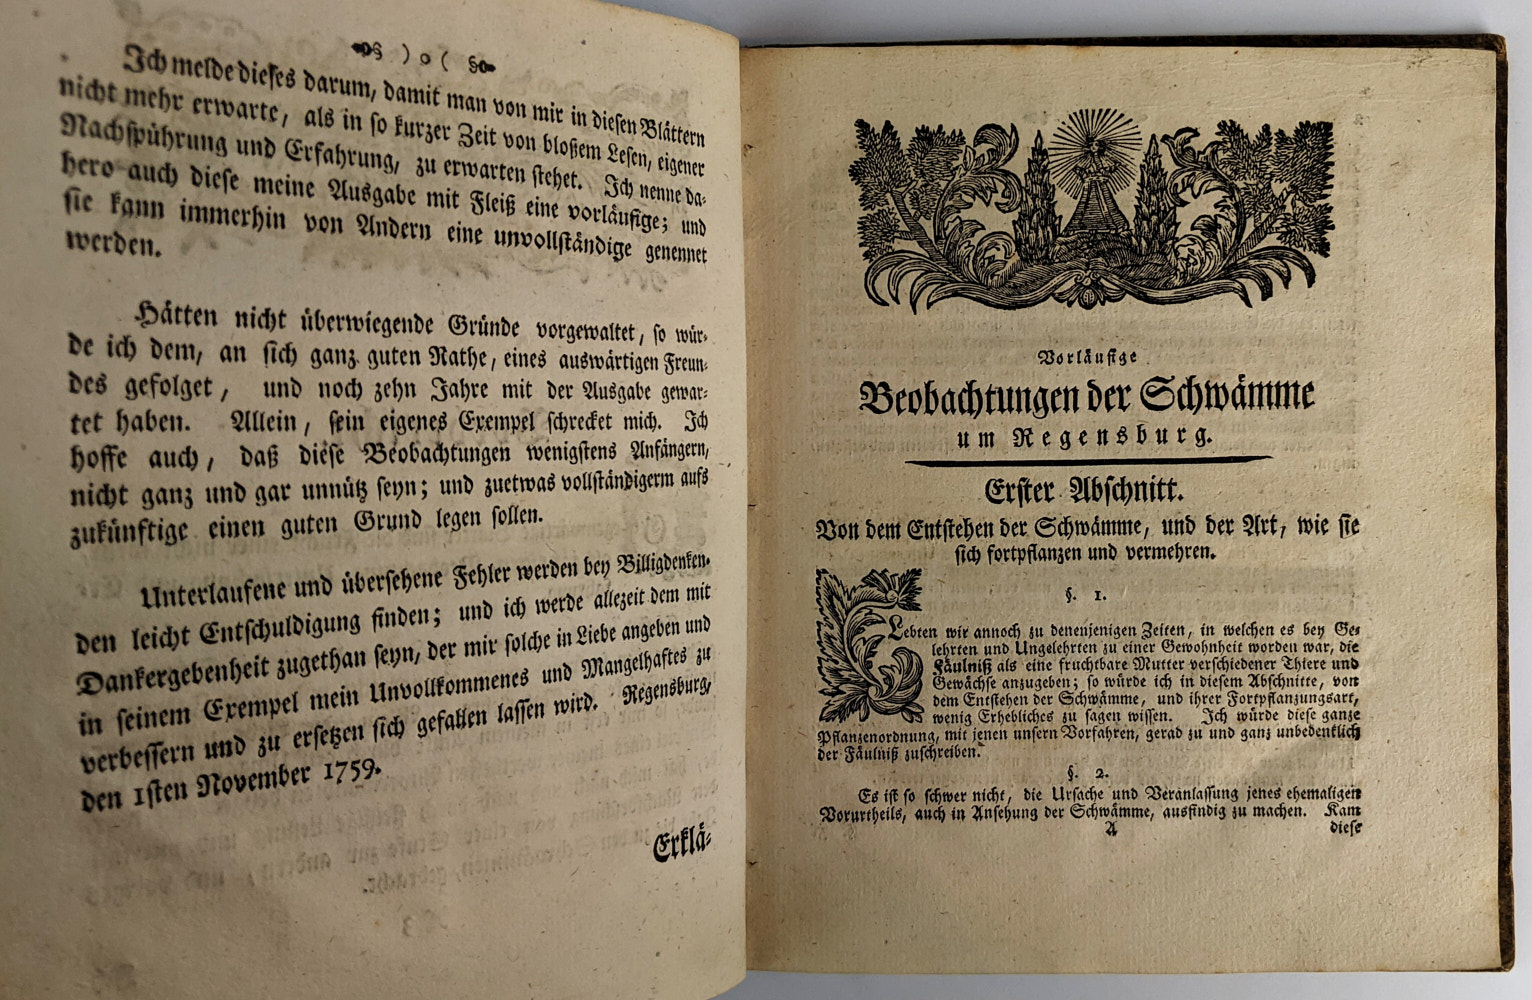 )o(
Ich melde dieses darum, damit man von mir in diesen Blättern
nicht mehr erwarte, als in so kurzer Zeit von bloßem Lesen, eigener
Nachspührung und Erfahrung, zu erwarten stehet. Ich nenne da-
hero auch diese meine Ausgabe mit Fleiß eine vorläufige; und
sie kann immerhin von Andern eine unvollständige genennet
werden.
Hätten nicht überwiegende Gründe vorgewaltet, so wür-
de ich dem, an sich ganz guten Rathe, eines auswärtigen Freun-
des gefolget, und noch zehn Jahre mit der Ausgabe gewar-
tet haben. Allein, sein eigenes Exempel schrecket mich. Ich
hoffe auch, daß diese Beobachtungen wenigstens Anfängern,
nicht ganz und gar unnütz seyn; und zuetwas vollständigerm aufs
zukünftige einen guten Grund legen sollen.
Unterlaufene und übersehene Fehler werden bey Billigdenken-
den leicht Entschuldigung finden; und ich werde allezeit dem mit
Dankergebenheit zugethan seyn, der mir solche in Liebe angeben und
in seinem Exempel mein Unvollkommenes und Mangelhaftes zu
verbessern und zu ersetzen sich gefallen lassen wird. Regensburg,
den 1sten November 1759.
Erklä-
Vorläufige
Beobachtungen der Schwämme
um Regensburg.
Erster Abschnitt.
Von dem Entstehen der Schwämme, und der Art, wie sie
sich fortpflanzen und vermehren.
§. 1.
Lebten wir annoch zu denenjenigen Zeiten, in welchen es bey Ge-
lehrten und Ungelehrten zu einer Gewohnheit worden war, die
Fäulniß als eine fruchtbare Mutter verschiedener Thiere und
Gewächse anzugeben; so würde ich in diesem Abschnitte, von
dem Entstehen der Schwämme, und ihrer Fortpflanzungsart,
wenig Erhebliches zu sagen wissen. Ich würde diese ganze
Pflanzenordnung, mit jenen unsern Vorfahren, gerad zu und ganz unbedenklich
der Fäulniß zuschreiben.
§. 2.
Es ist so schwer nicht, die Ursache und Veranlassung jenes ehemaligen
Vorurtheils, auch in Ansehung der Schwämme, ausfindig zu machen. Kam
A diese